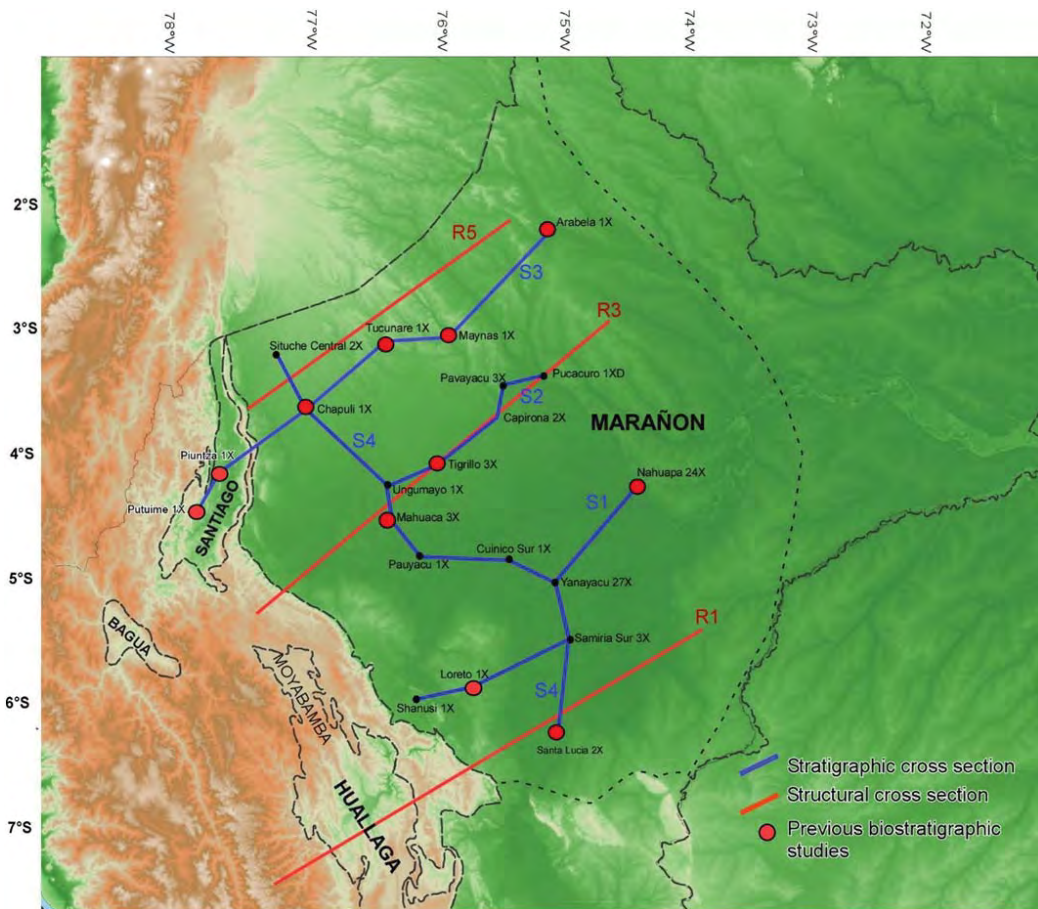 78°W
77°W
76°W
75°W
74°W
73°W
72°W
2°S
3°S
4°S
5°S
6°S
7°S
Arabela 1X
R5
S3
R3
Tucunare 1X
Maynas 1X
Situche Central 2X
Pavayacu 3X
Pucacuro 1XD
S2
Chapuli 1X
Capirona 2X
MARAÑON
S4
Piuntza 1X
Tigrillo 3X
Nahuapa 24X
Ungumayo 1X
S1
Putuime 1X
SANTIAGO
Mahuaca 3X
Cuinico Sur 1X
Pauyacu 1X
Yanayacu 27X
R1
BAGUA
Samiria Sur 3X
MOYABAMBA
Loreto 1X
S4
Shanusi 1X
Santa Lucia 2X
HUALLAGA
Stratigraphic cross section
Structural cross section
Previous biostratigraphic
studies